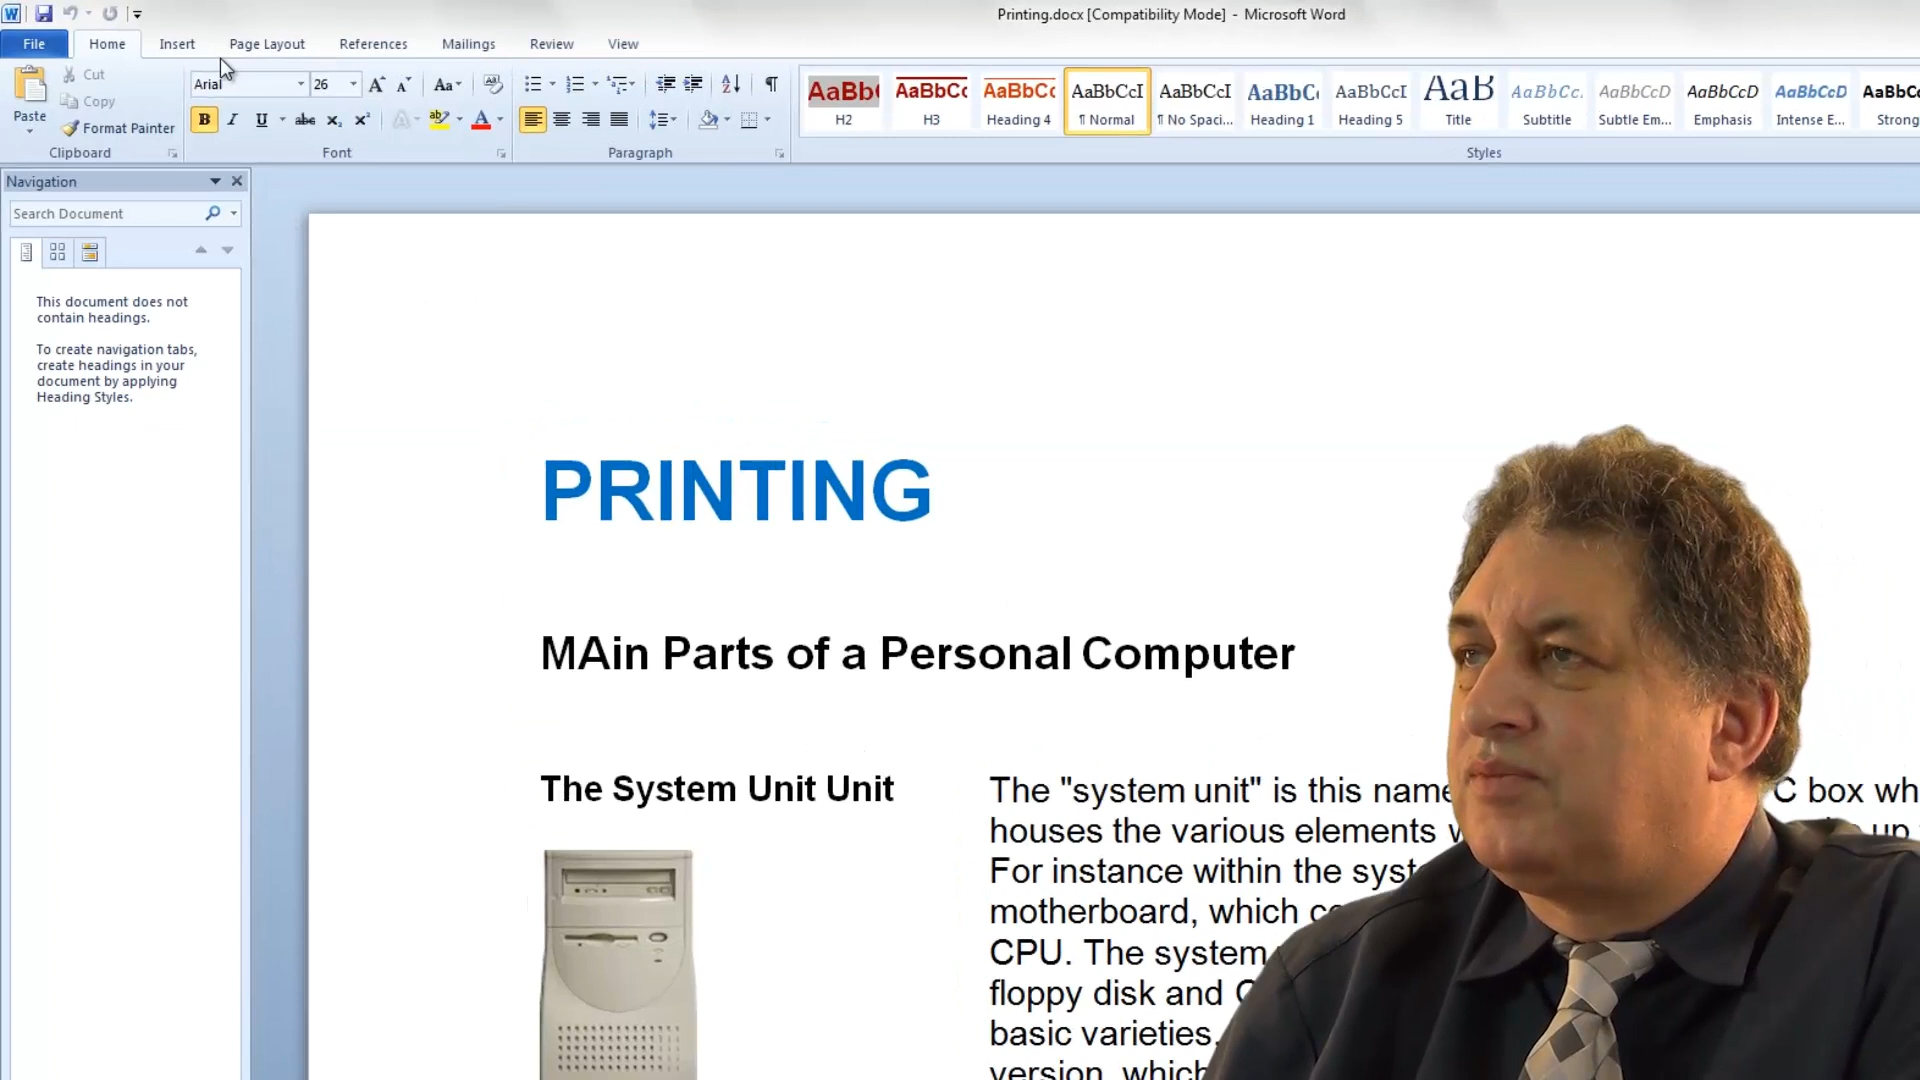 Printing.docx [Compatibility Mode] - Microsoft Word
File Home Insert Page Layout References Mailings Review View
Cut
Copy
Format Painter
Paste
Clipboard
Arial 26
Font
Paragraph
AaBb AaBbCc AaBbCc AaBbCcI AaBbCcI AaBbC AaBbCcI AaB AaBbCc. AaBbCcD AaBbCcD AaBbCcD AaBbCc
H2 H3 Heading 4 ¶ Normal ¶ No Spaci... Heading 1 Heading 5 Title Subtitle Subtle Em... Emphasis Intense E... Strong
Styles
Navigation
Search Document
This document does not
contain headings.
To create navigation tabs,
create headings in your
document by applying
Heading Styles.
PRINTING
MAin Parts of a Personal Computer
The System Unit Unit
The "system unit" is this name C box wh
houses the various elements up
For instance within the syst
motherboard, which c
CPU. The system
floppy disk and
basic varieties.
version, which